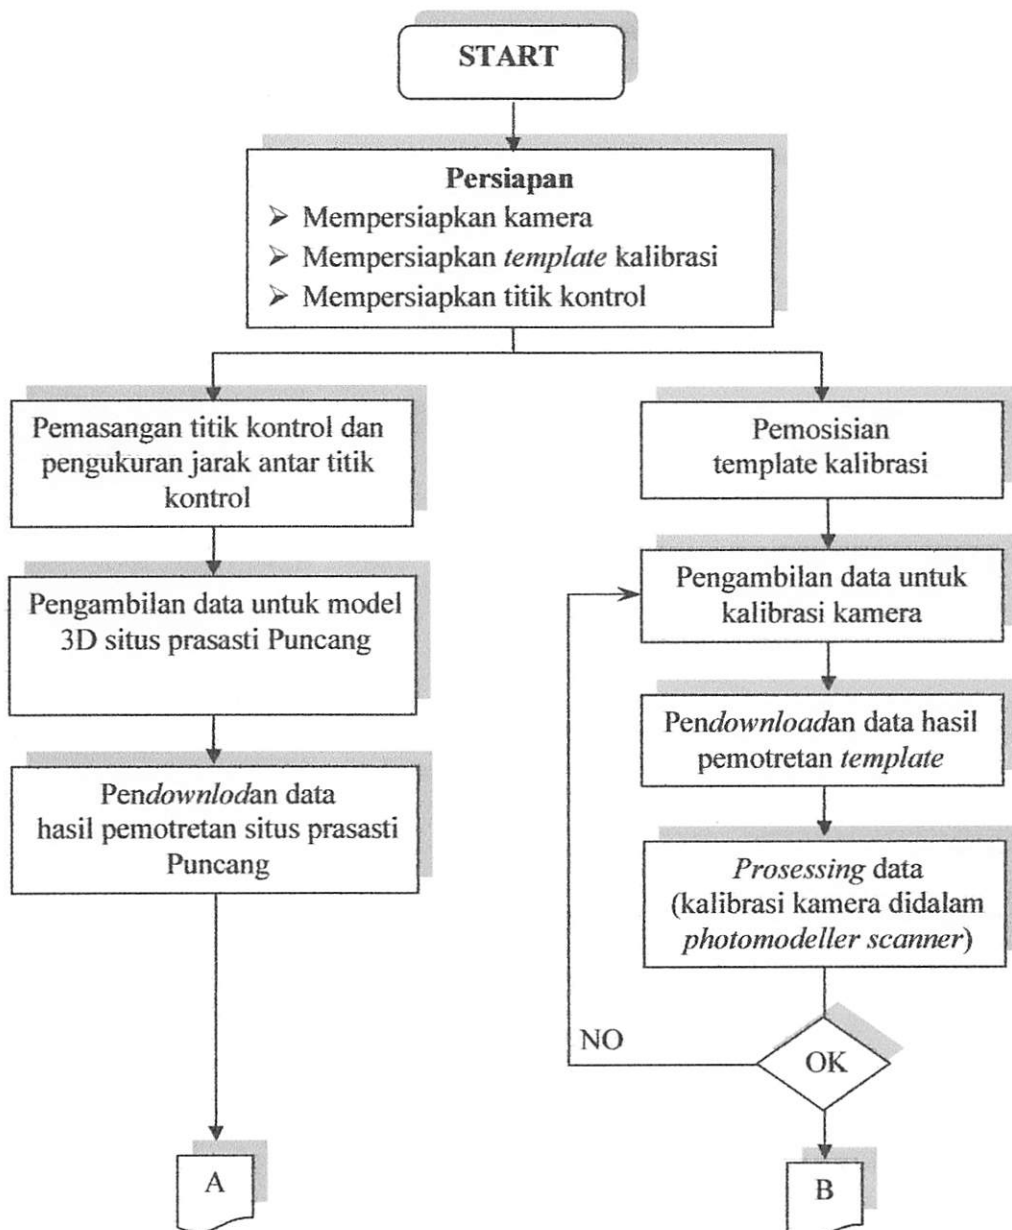 START
Persiapan
➢ Mempersiapkan kamera
➢ Mempersiapkan template kalibrasi
➢ Mempersiapkan titik kontrol
Pemasangan titik kontrol dan
pengukuran jarak antar titik
kontrol
Pengambilan data untuk model
3D situs prasasti Puncang
Pendownlodan data
hasil pemotretan situs prasasti
Puncang
A
Pemosisian
template kalibrasi
Pengambilan data untuk
kalibrasi kamera
Pendownloadan data hasil
pemotretan template
Prosessing data
(kalibrasi kamera didalam
photomodeller scanner)
NO
OK
B